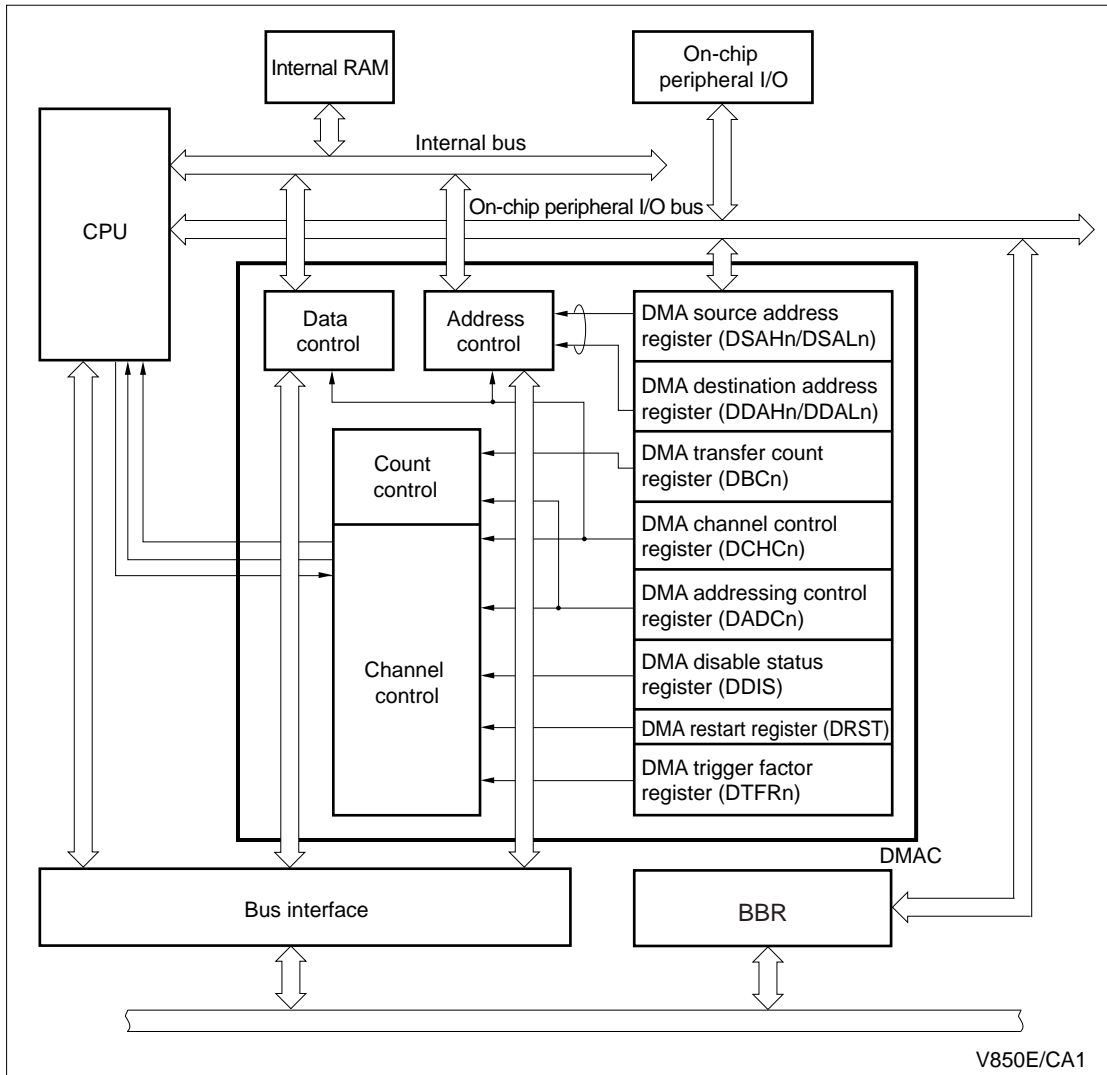 Internal RAM
On-chip
peripheral I/O
Internal bus
On-chip peripheral I/O bus
CPU
Data
control
Address
control
DMA source address
register (DSAHn/DSALn)
DMA destination address
register (DDAHn/DDALn)
Count
control
DMA transfer count
register (DBCn)
DMA channel control
register (DCHCn)
DMA addressing control
register (DADCn)
Channel
control
DMA disable status
register (DDIS)
DMA restart register (DRST)
DMA trigger factor
register (DTFRn)
DMAC
Bus interface
BBR
V850E/CA1